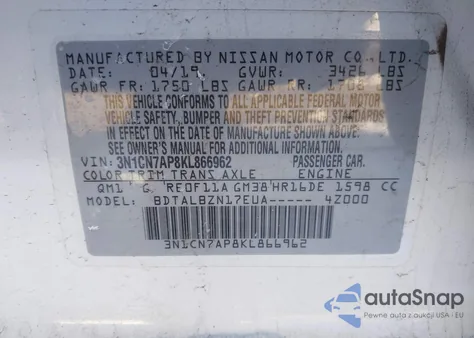 MANUFACTURED BY NISSAN MOTOR CO.,LTD.
DATE: 04/19 GVWR: 3426 LBS
GAWR FR: 1750 LBS GAWR RR: 1708 LBS
THIS VEHICLE CONFORMS TO ALL APPLICABLE FEDERAL MOTOR
VEHICLE SAFETY, BUMPER AND THEFT PREVENTION STANDARDS
IN EFFECT ON THE DATE OF MANUFACTURE SHOWN ABOVE.
SEE OWNER'S MANUAL FOR ADDITIONAL INFORMATION.
VIN: 3N1CN7AP8KL866962 PASSENGER CAR.
COLOR TRIM TRANS AXLE ENGINE
QM1 G RE0F11A GM38 HR16DE 1598 CC
MODEL: BDTALBZN17EUA----- 4Z000
3N1CN7AP8KL866962
autoSnap
Pewne auto z aukcji USA - EU